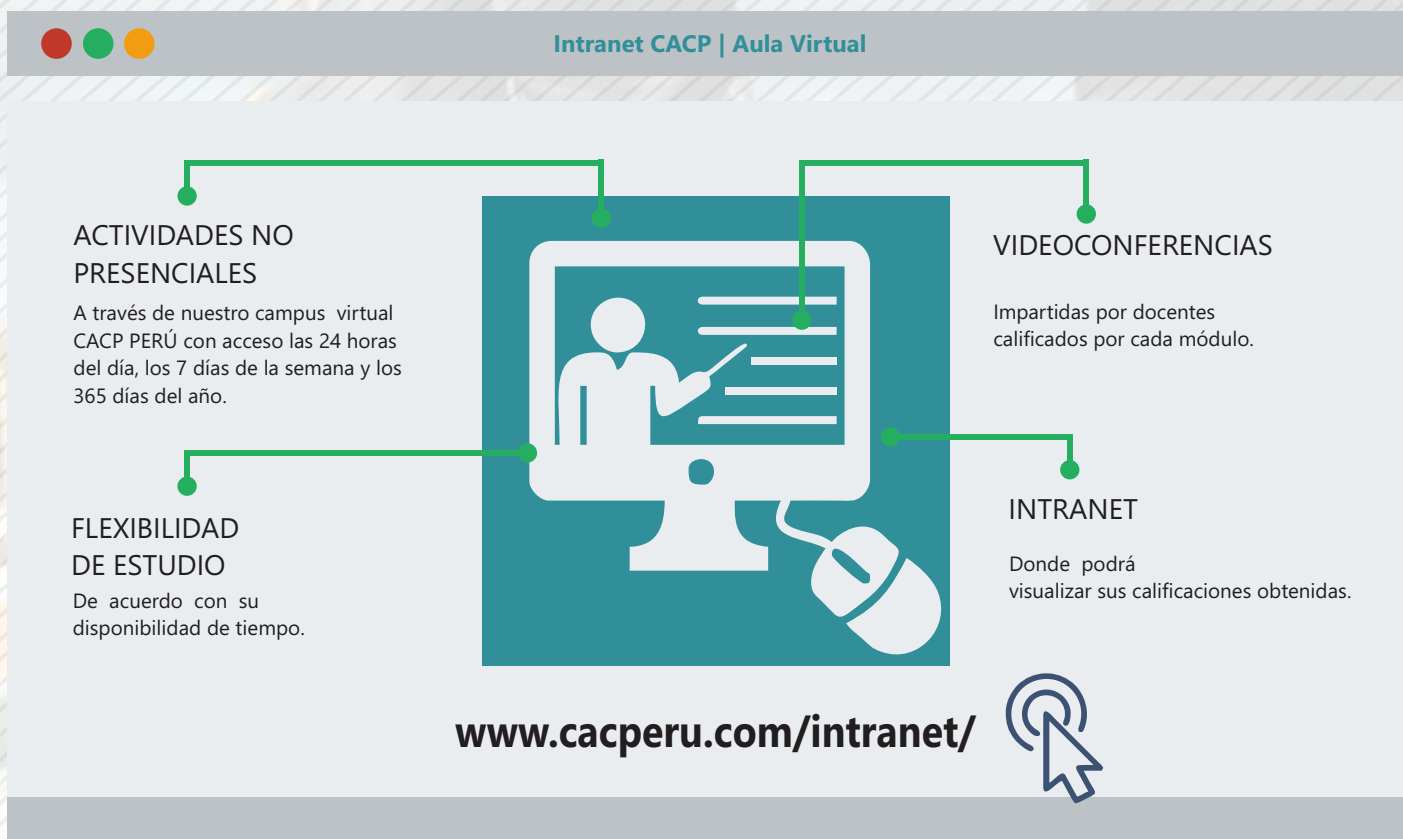 Intranet CACP | Aula Virtual
ACTIVIDADES NO
PRESENCIALES
A través de nuestro campus virtual
CACP PERÚ con acceso las 24 horas
del día, los 7 días de la semana y los
365 días del año.
VIDEOCONFERENCIAS
Impartidas por docentes
calificados por cada módulo.
FLEXIBILIDAD
DE ESTUDIO
De acuerdo con su
disponibilidad de tiempo.
INTRANET
Donde podrá
visualizar sus calificaciones obtenidas.
www.cacperu.com/intranet/